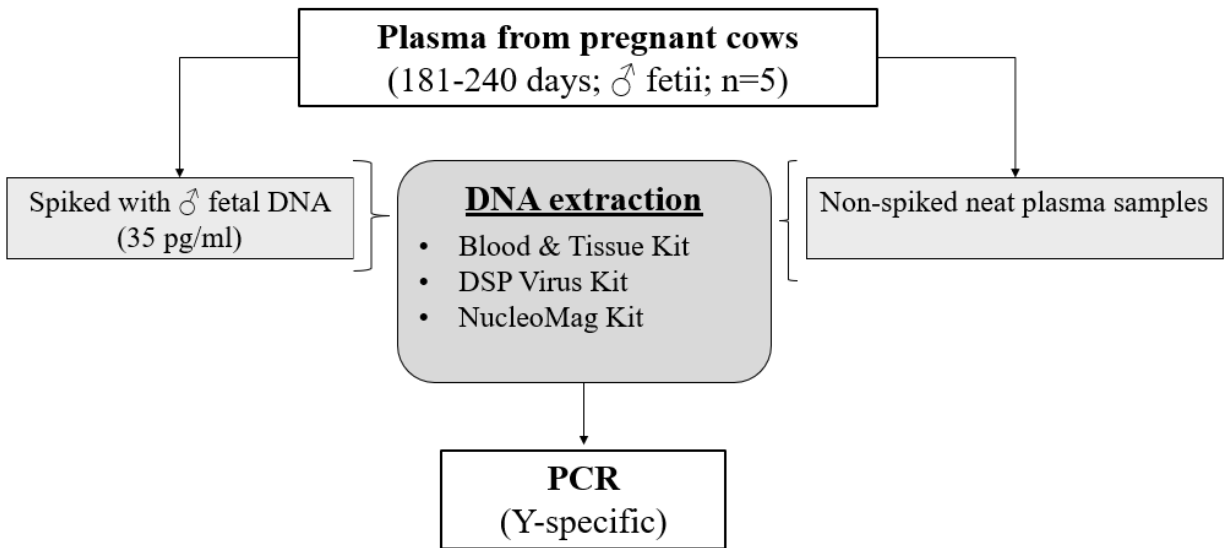 Plasma from pregnant cows
(181-240 days; ♂ fetii; n=5)
Spiked with ♂ fetal DNA
(35 pg/ml)
DNA extraction
• Blood & Tissue Kit
• DSP Virus Kit
• NucleoMag Kit
Non-spiked neat plasma samples
PCR
(Y-specific)